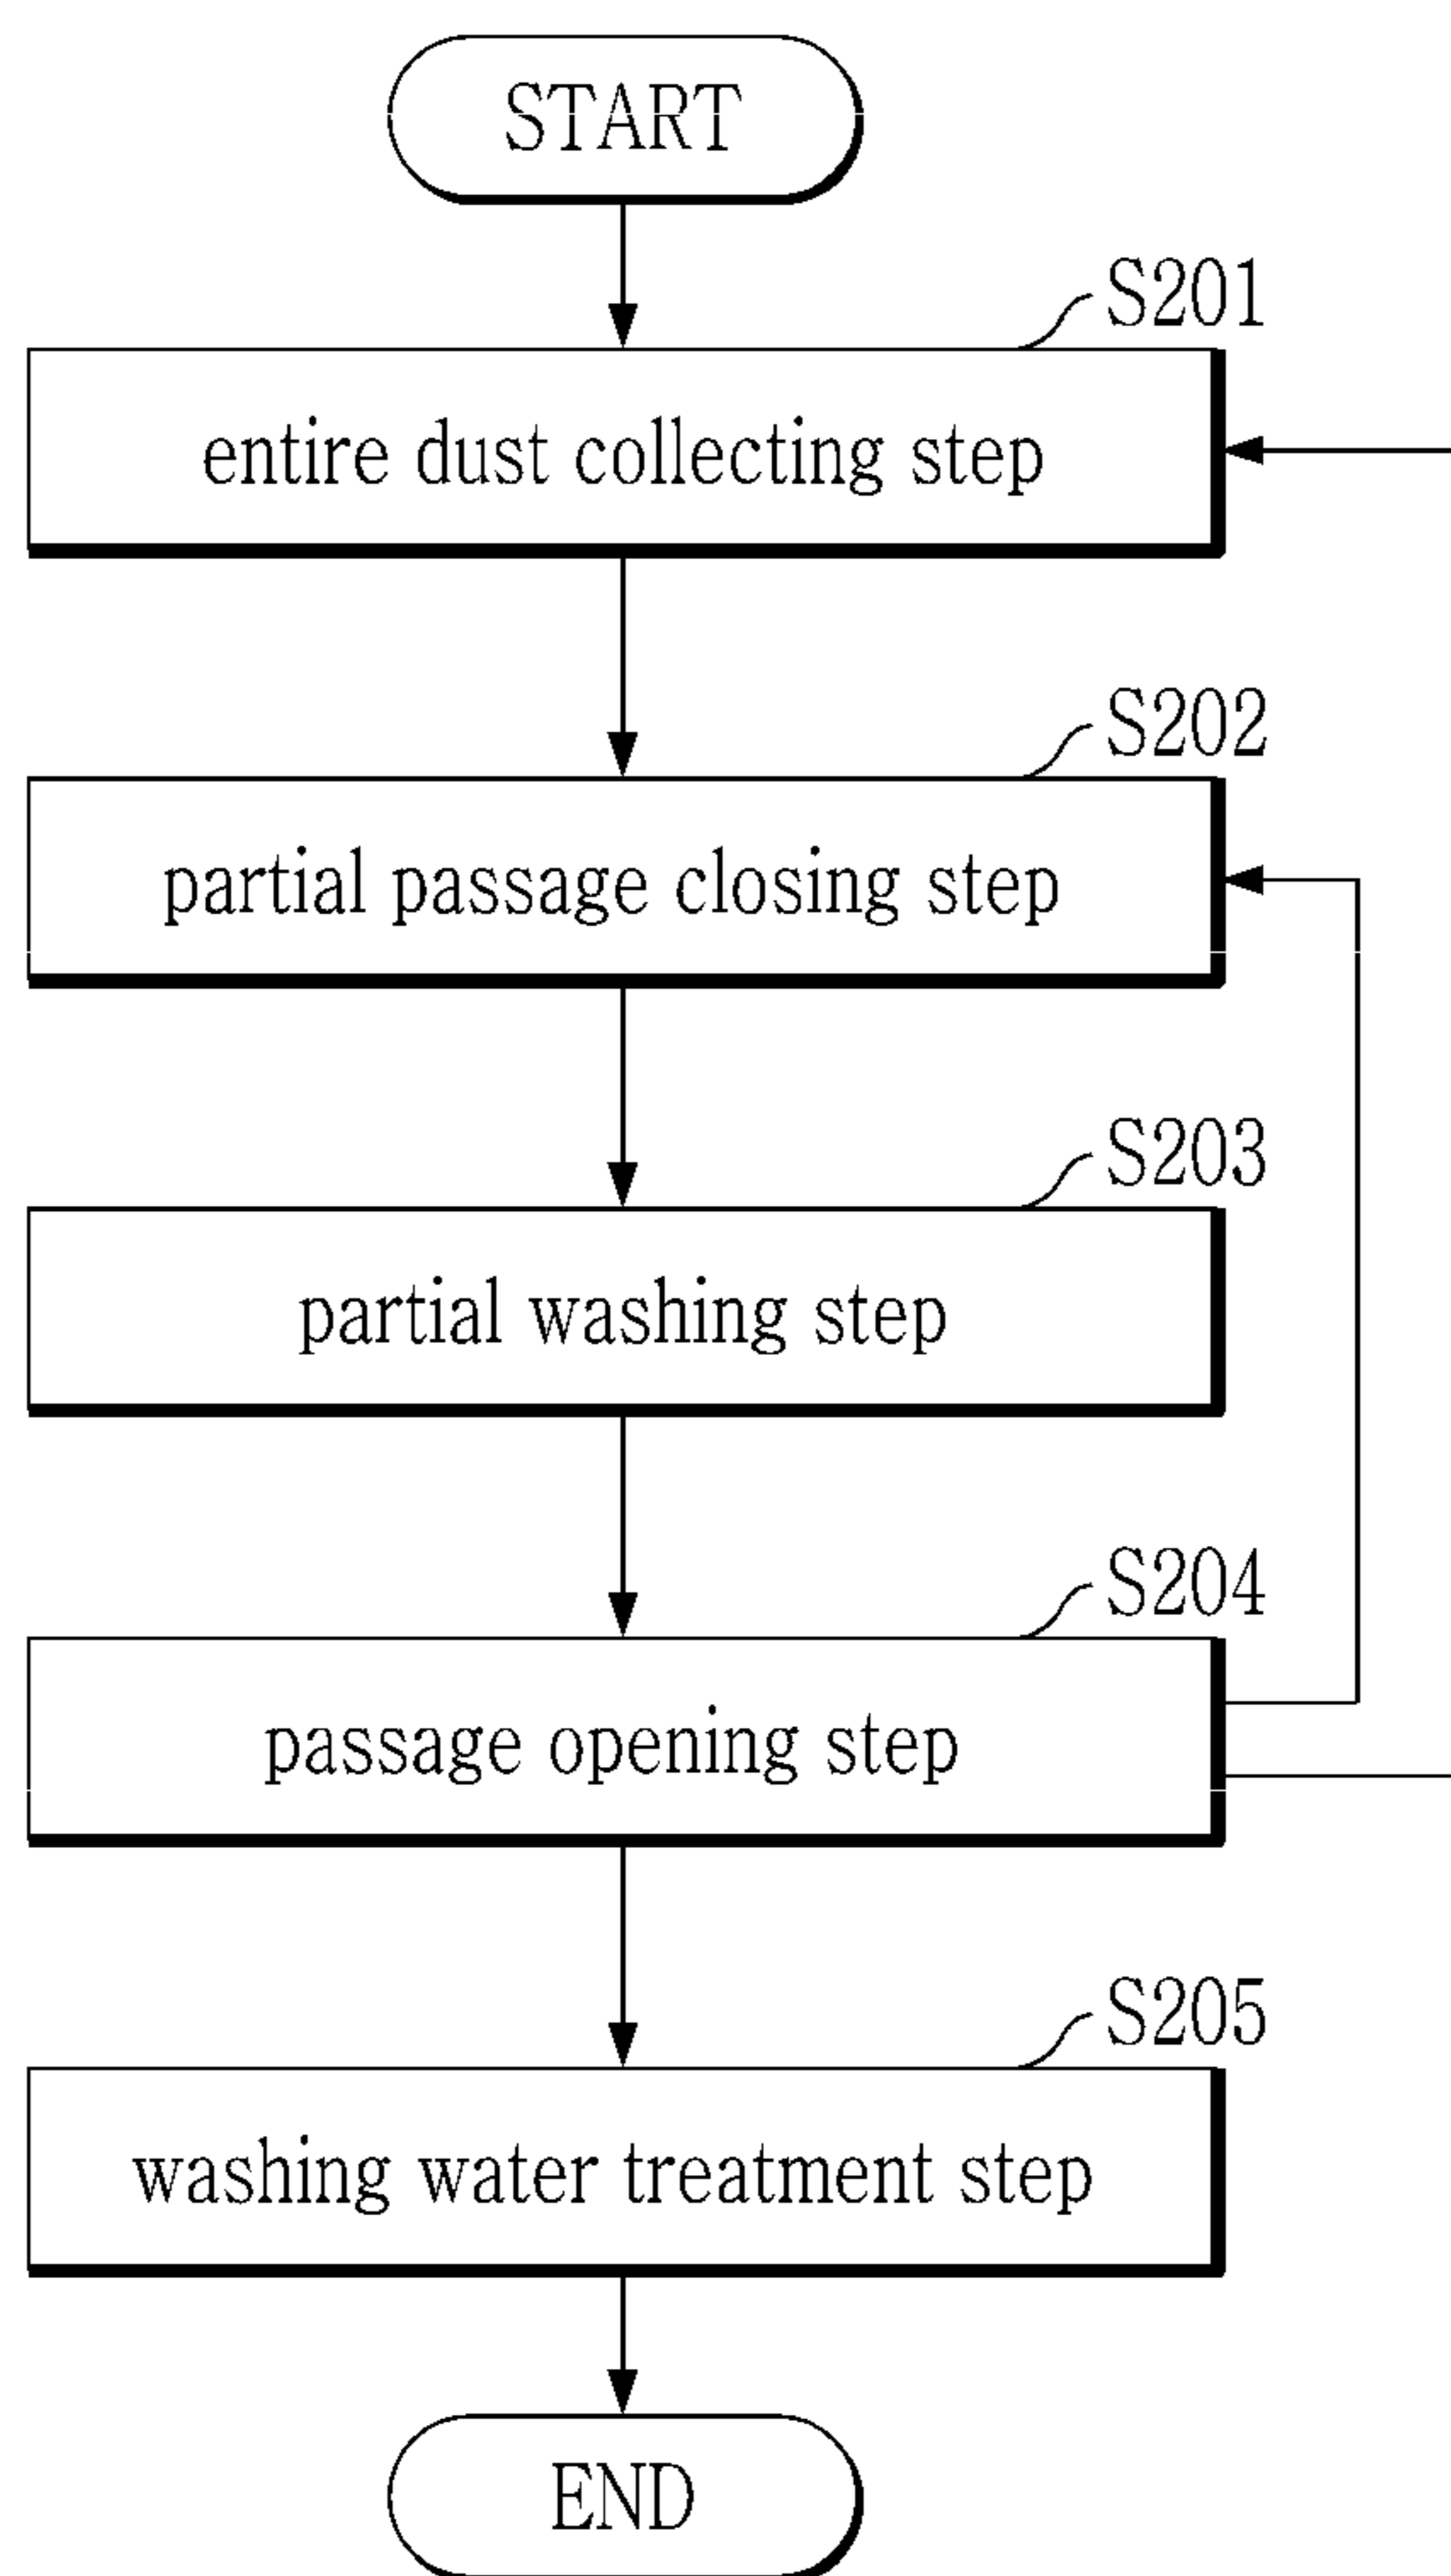 START
S201
entire dust collecting step
S202
partial passage closing step
S203
partial washing step
S204
passage opening step
S205
washing water treatment step
END